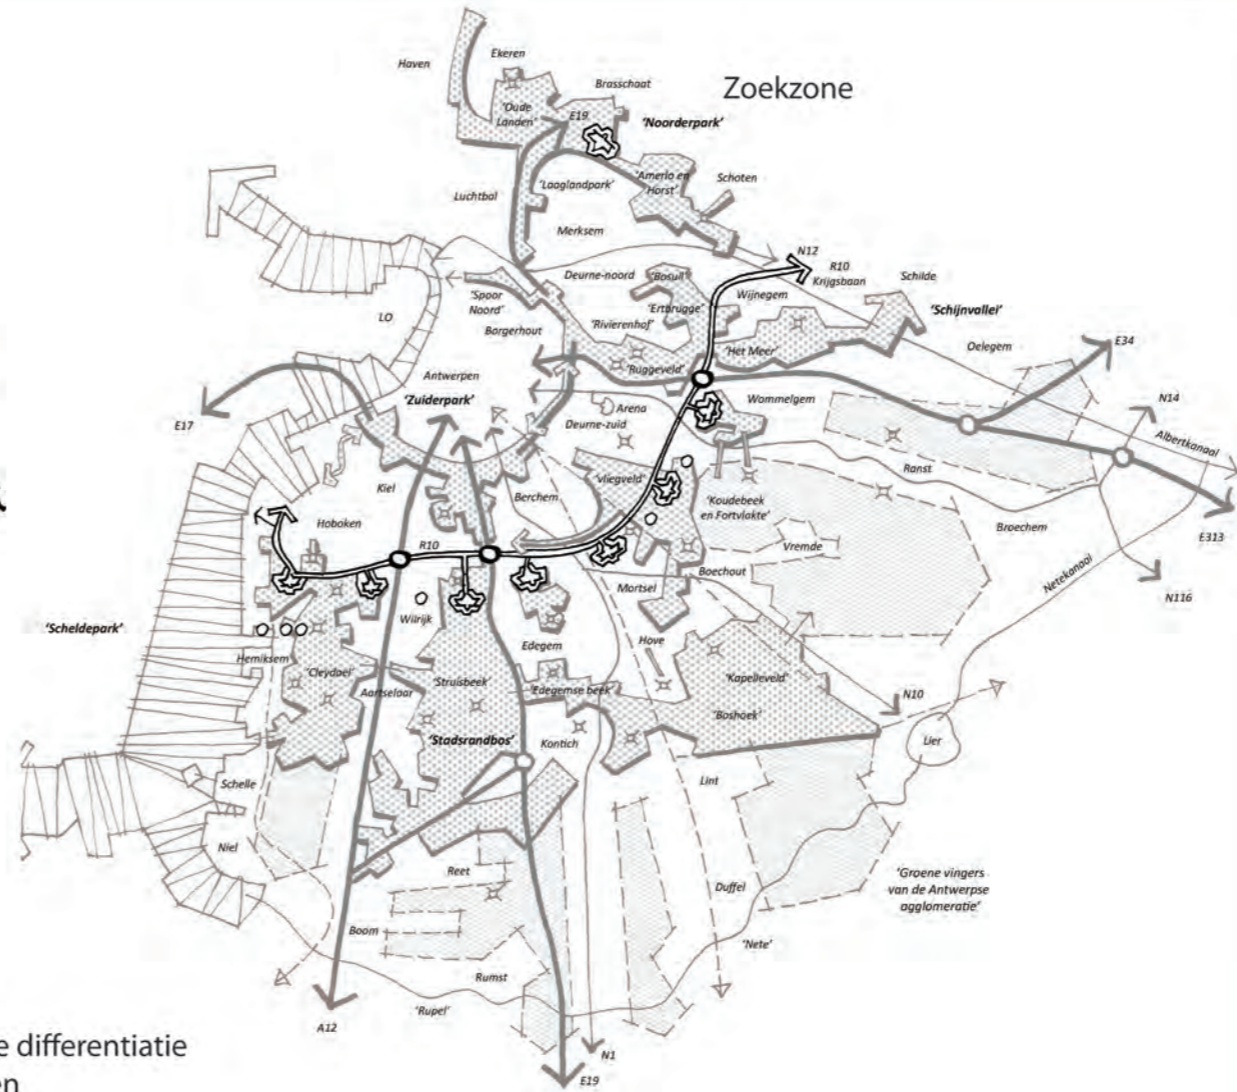 Haven
Ekeren
Brasschaat
Zoekzone
'Oude
Landen'
E19
'Noorderpark'
'Laaglandpark'
'Amerlo en
Horst'
Schoten
Luchtbal
Merksem
N12
R10
Krijgsbaan
Schilde
Deurne-noord
'Bosuil'
'Spoor
Noord'
'Ertbrugge'
Wijnegem
'Schijnvallei'
LO
Borgerhout
'Rivierenhof'
'Het Meer'
Oelegem
E34
Antwerpen
'Ruggeveld'
'Zuiderpark'
Arena
Wommelgem
N14
E17
Deurne-zuid
Albertkanaal
Ranst
Kiel
Berchem
'vliegveld'
'Koudebeek
en Fortvlakte'
Hoboken
Broechem
E313
R10
Vremde
Boechout
Netekanaal
Mortsel
N116
Wilrijk
'Scheldepark'
Edegem
Hove
Hemiksem
'Cleydael'
Aartselaar
'Struisbeek'
'Edegemse beek'
'Kapelleveld'
N10
'Boshoek'
'Stadsrandbos'
Kontich
Lier
Schelle
Lint
Niel
Reet
Duffel
'Groene vingers
van de Antwerpse
agglomeratie'
Boom
'Nete'
Rumst
'Rupel'
A12
e differentiatie
N1
E19